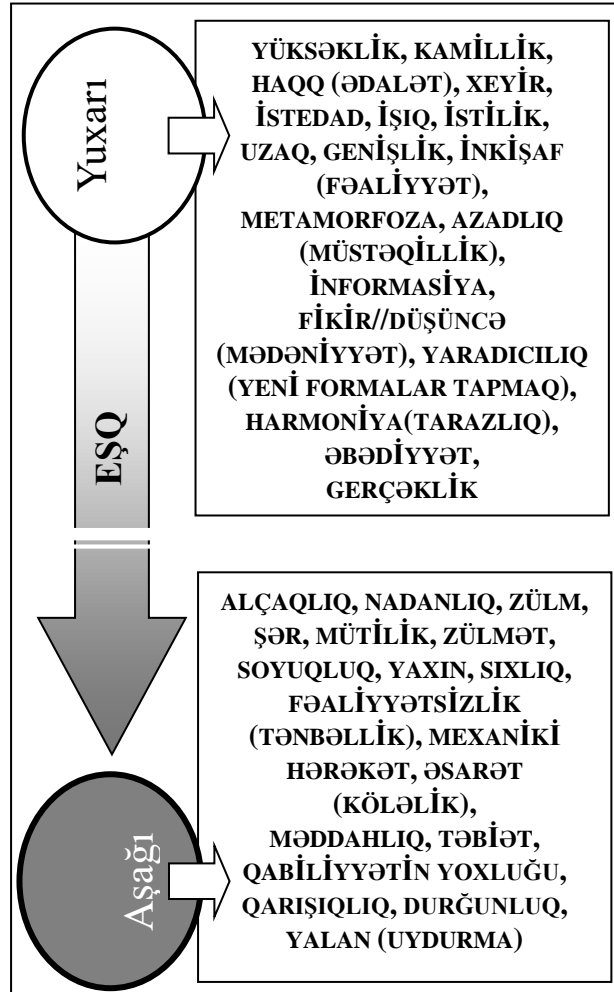 Yuxarı
YÜKSƏKLİK, KAMİLLİK,
HAQQ (ƏDALƏT), XEYİR,
İSTEDAD, İŞIQ, İSTİLİK,
UZAQ, GENİŞLİK, İNKİŞAF
(FƏALİYYƏT),
METAMORFOZA, AZADLIQ
(MÜSTƏQİLLİK),
İNFORMASİYA,
FİKİR//DÜŞÜNCƏ
(MƏDƏNİYYƏT), YARADICILIQ
(YENİ FORMALAR TAPMAQ),
HARMONİYA(TARAZLIQ),
ƏBƏDİYYƏT,
GERÇƏKLİK
EŞQ
ALÇAQLIQ, NADANLIQ, ZÜLM,
ŞƏR, MÜTİLİK, ZÜLMƏT,
SOYUQLUQ, YAXIN, SIXLIQ,
FƏALİYYƏTSİZLİK
(TƏNBƏLLİK), MEXANİKİ
HƏRƏKƏT, ƏSARƏT
(KÖLƏLİK),
MƏDDAHLIQ, TƏBİƏT,
QABİLİYYƏTİN YOXLUĞU,
QARIŞIQLIQ, DURĞUNLUQ,
YALAN (UYDURMA)
Aşağı